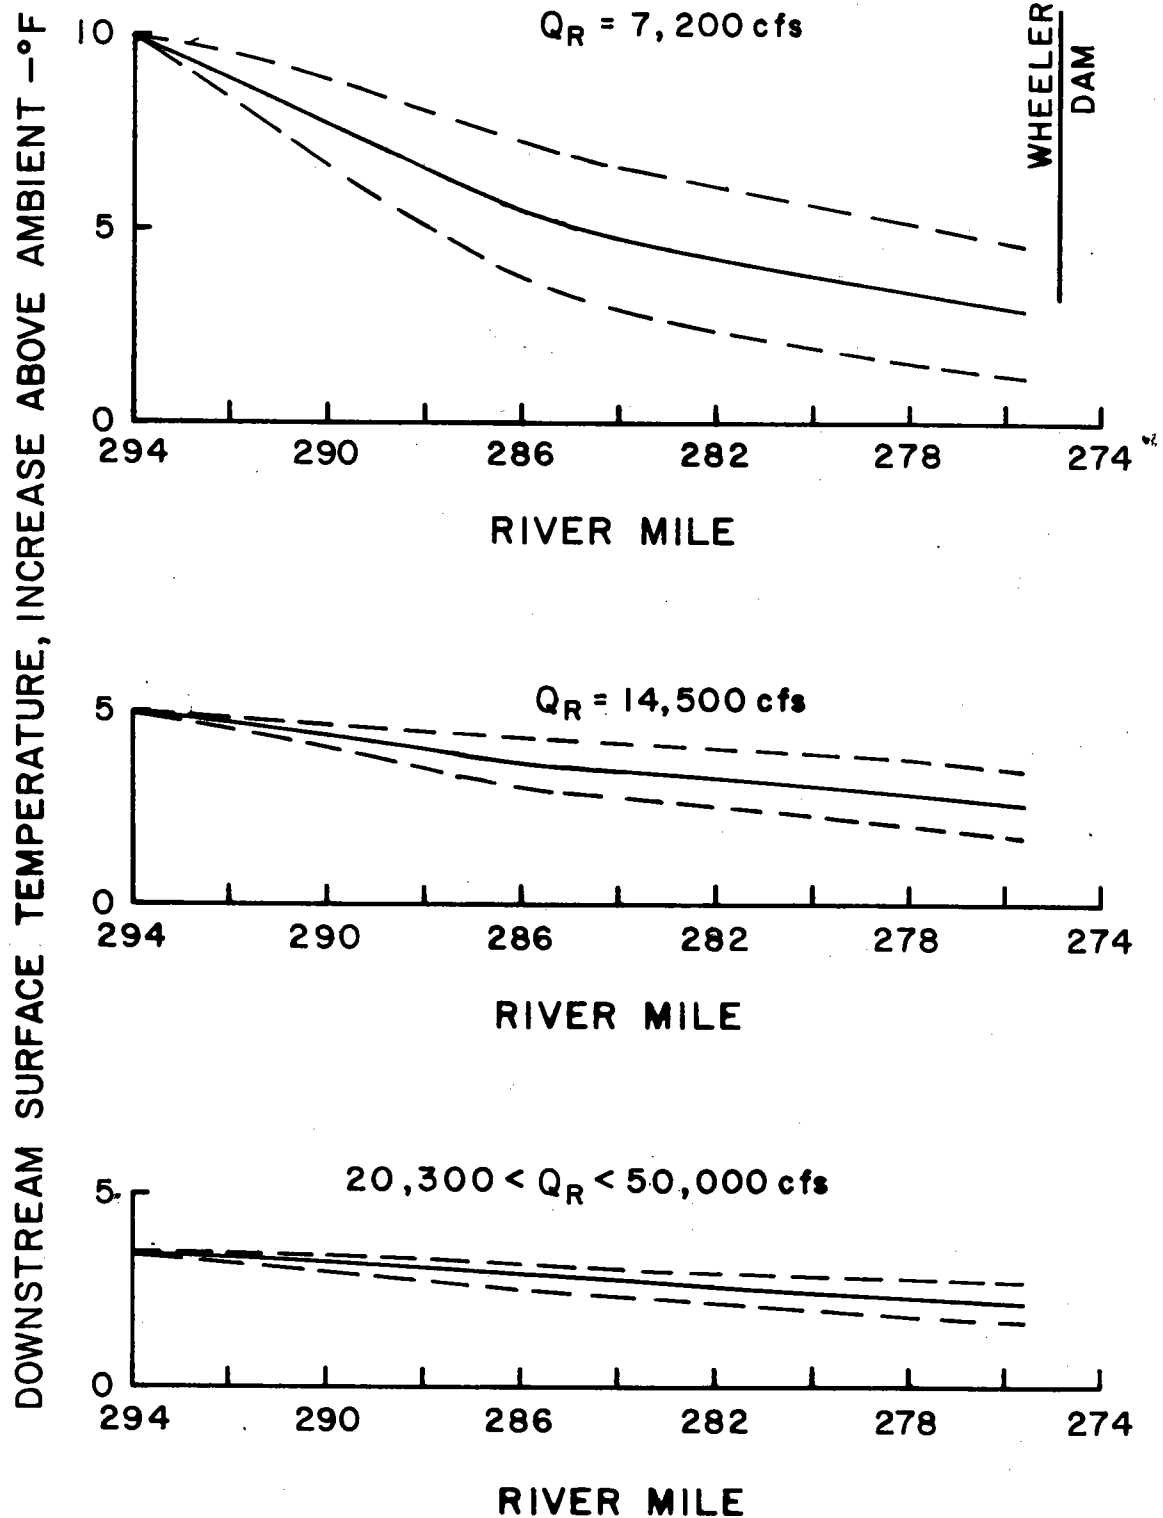 DOWNSTREAM SURFACE TEMPERATURE, INCREASE ABOVE AMBIENT –°F
Q_R = 7,200 cfs
WHEELER
DAM
10
5
0
294 290 286 282 278 274
RIVER MILE
Q_R = 14,500 cfs
5
0
294 290 286 282 278 274
RIVER MILE
20,300 < Q_R < 50,000 cfs
5
0
294 290 286 282 278 274
RIVER MILE